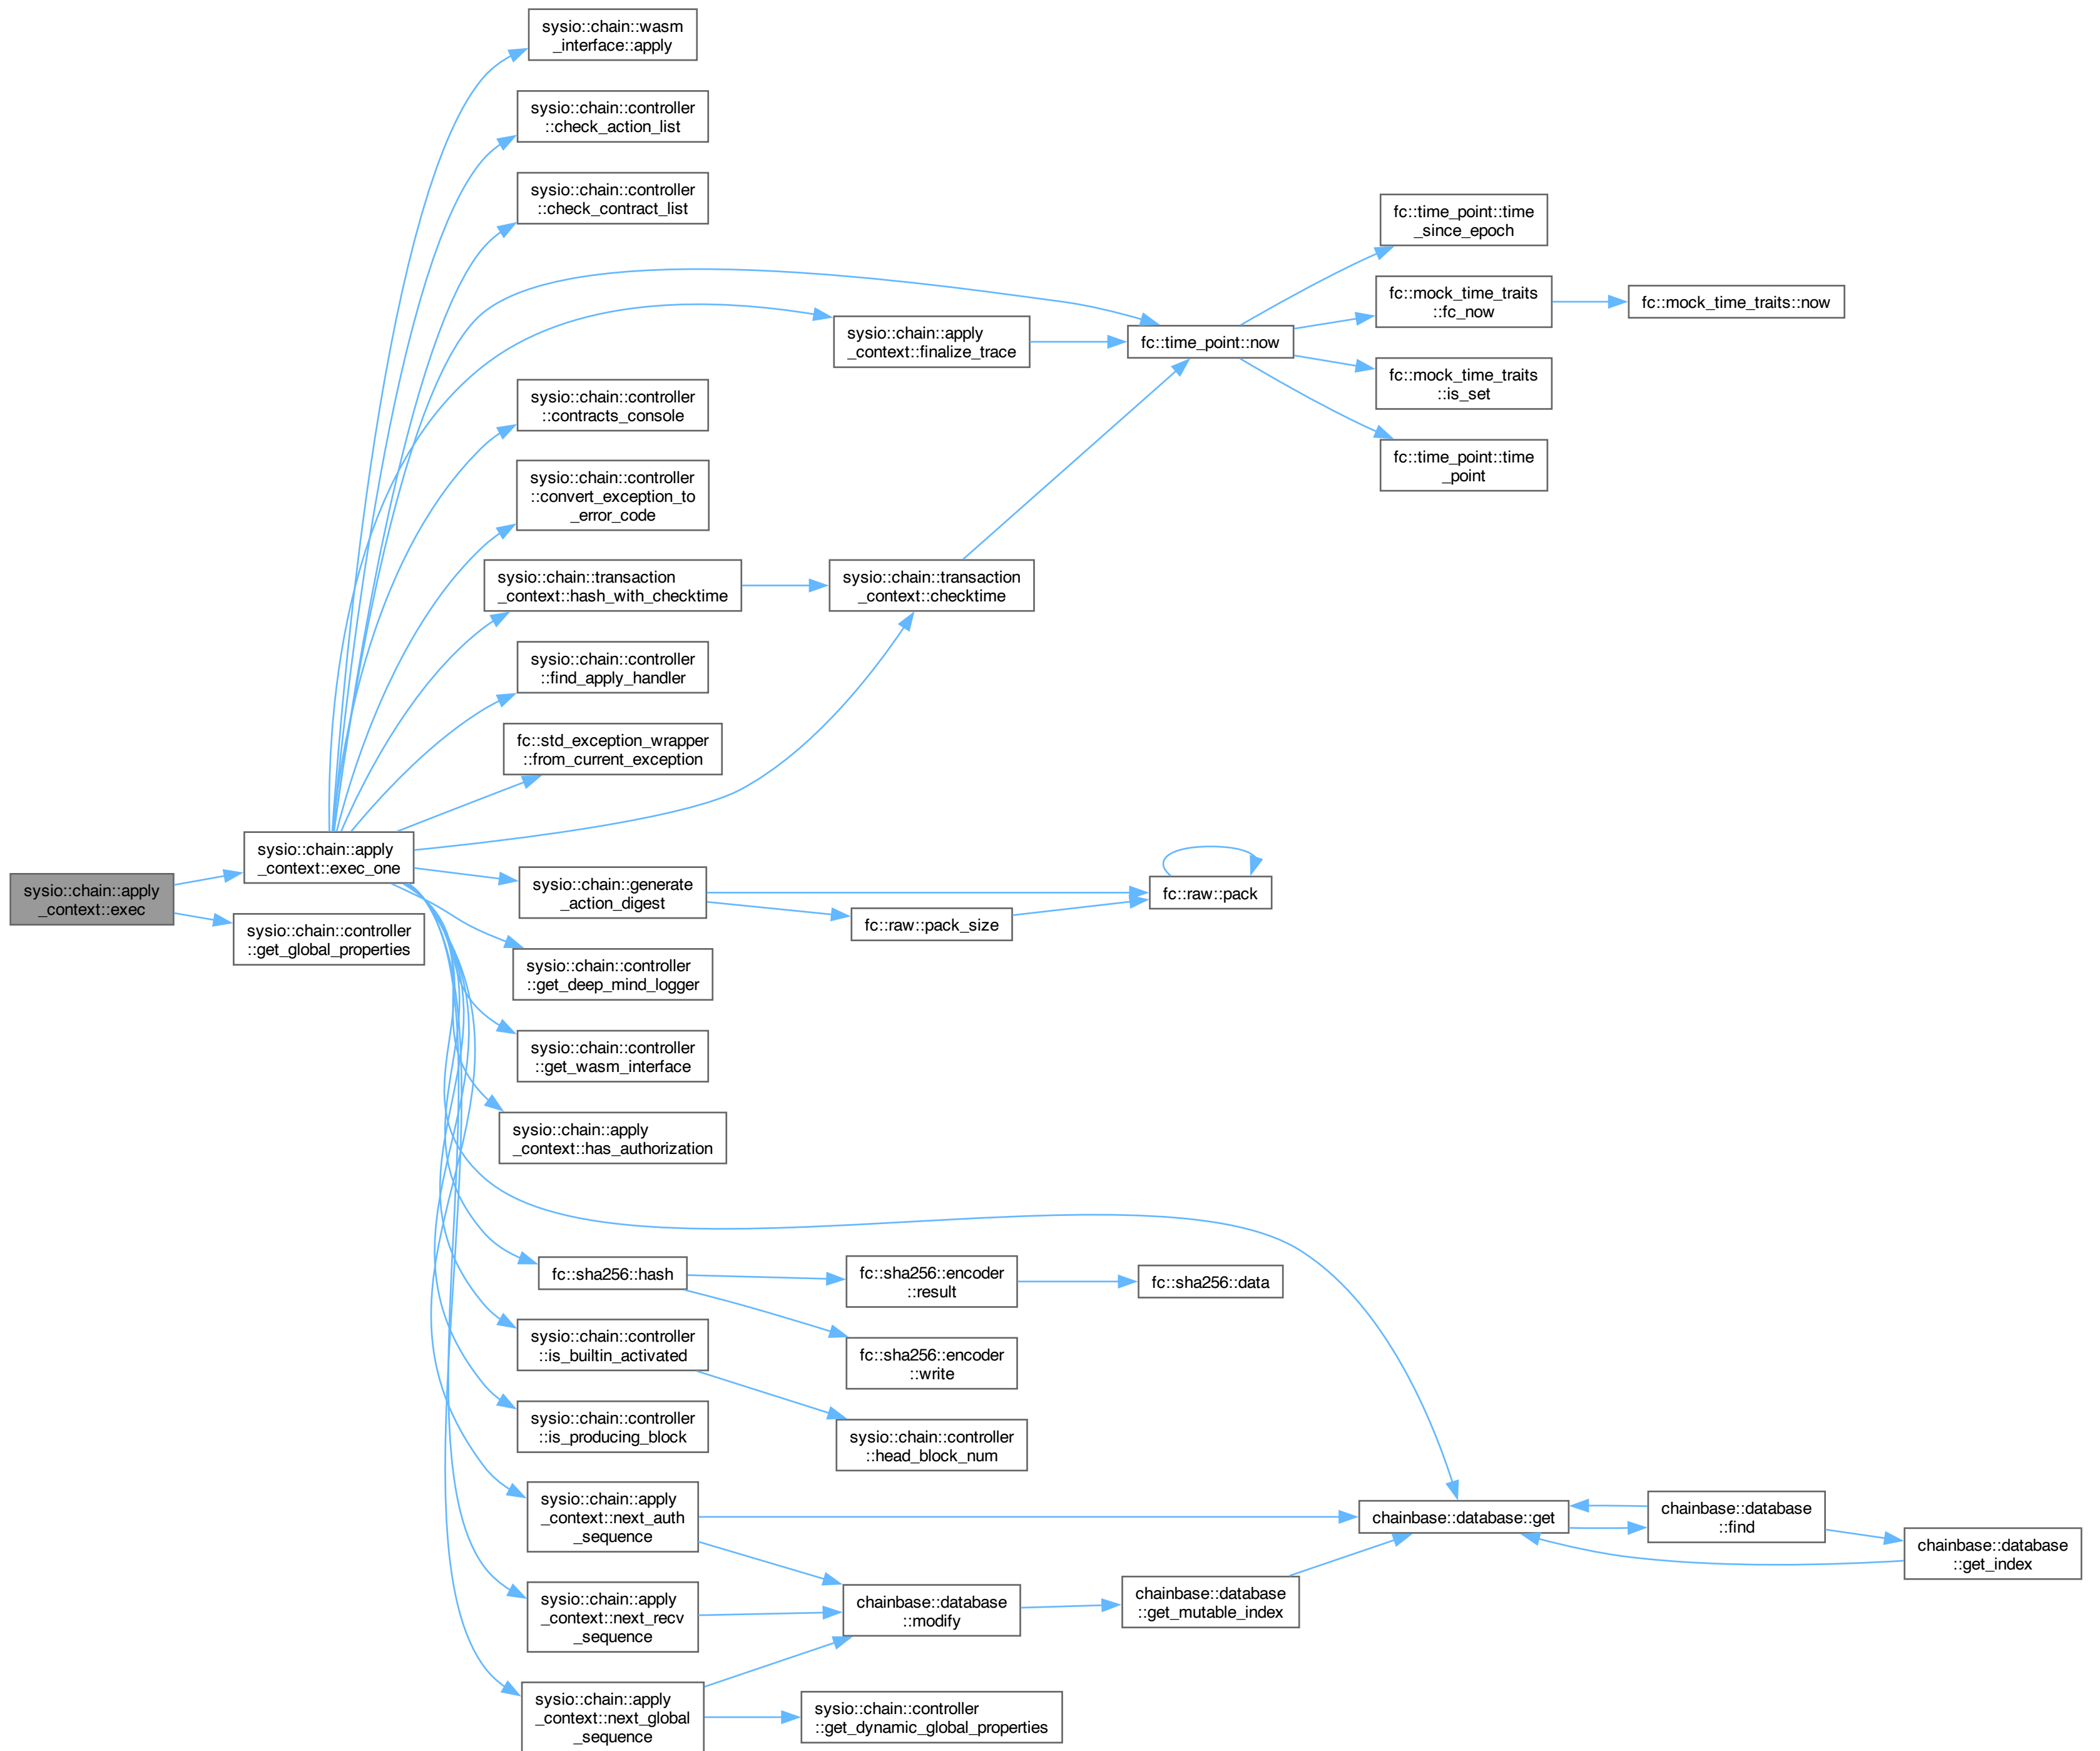 sysio::chain::wasm
_interface::apply
sysio::chain::controller
::check_action_list
sysio::chain::controller
::check_contract_list
fc::time_point::time
_since_epoch
fc::mock_time_traits
::fc_now
fc::mock_time_traits::now
sysio::chain::apply
_context::finalize_trace
fc::time_point::now
fc::mock_time_traits
::is_set
sysio::chain::controller
::contracts_console
fc::time_point::time
_point
sysio::chain::controller
::convert_exception_to
_error_code
sysio::chain::transaction
_context::hash_with_checktime
sysio::chain::transaction
_context::checktime
sysio::chain::controller
::find_apply_handler
fc::std_exception_wrapper
::from_current_exception
sysio::chain::apply
_context::exec_one
sysio::chain::apply
_context::exec
sysio::chain::generate
_action_digest
fc::raw::pack
fc::raw::pack_size
sysio::chain::controller
::get_global_properties
sysio::chain::controller
::get_deep_mind_logger
sysio::chain::controller
::get_wasm_interface
sysio::chain::apply
_context::has_authorization
fc::sha256::hash
fc::sha256::encoder
::result
fc::sha256::data
sysio::chain::controller
::is_builtin_activated
fc::sha256::encoder
::write
sysio::chain::controller
::is_producing_block
sysio::chain::controller
::head_block_num
sysio::chain::apply
_context::next_auth
_sequence
chainbase::database::get
chainbase::database
::find
chainbase::database
::get_index
sysio::chain::apply
_context::next_recv
_sequence
chainbase::database
::modify
chainbase::database
::get_mutable_index
sysio::chain::apply
_context::next_global
_sequence
sysio::chain::controller
::get_dynamic_global_properties